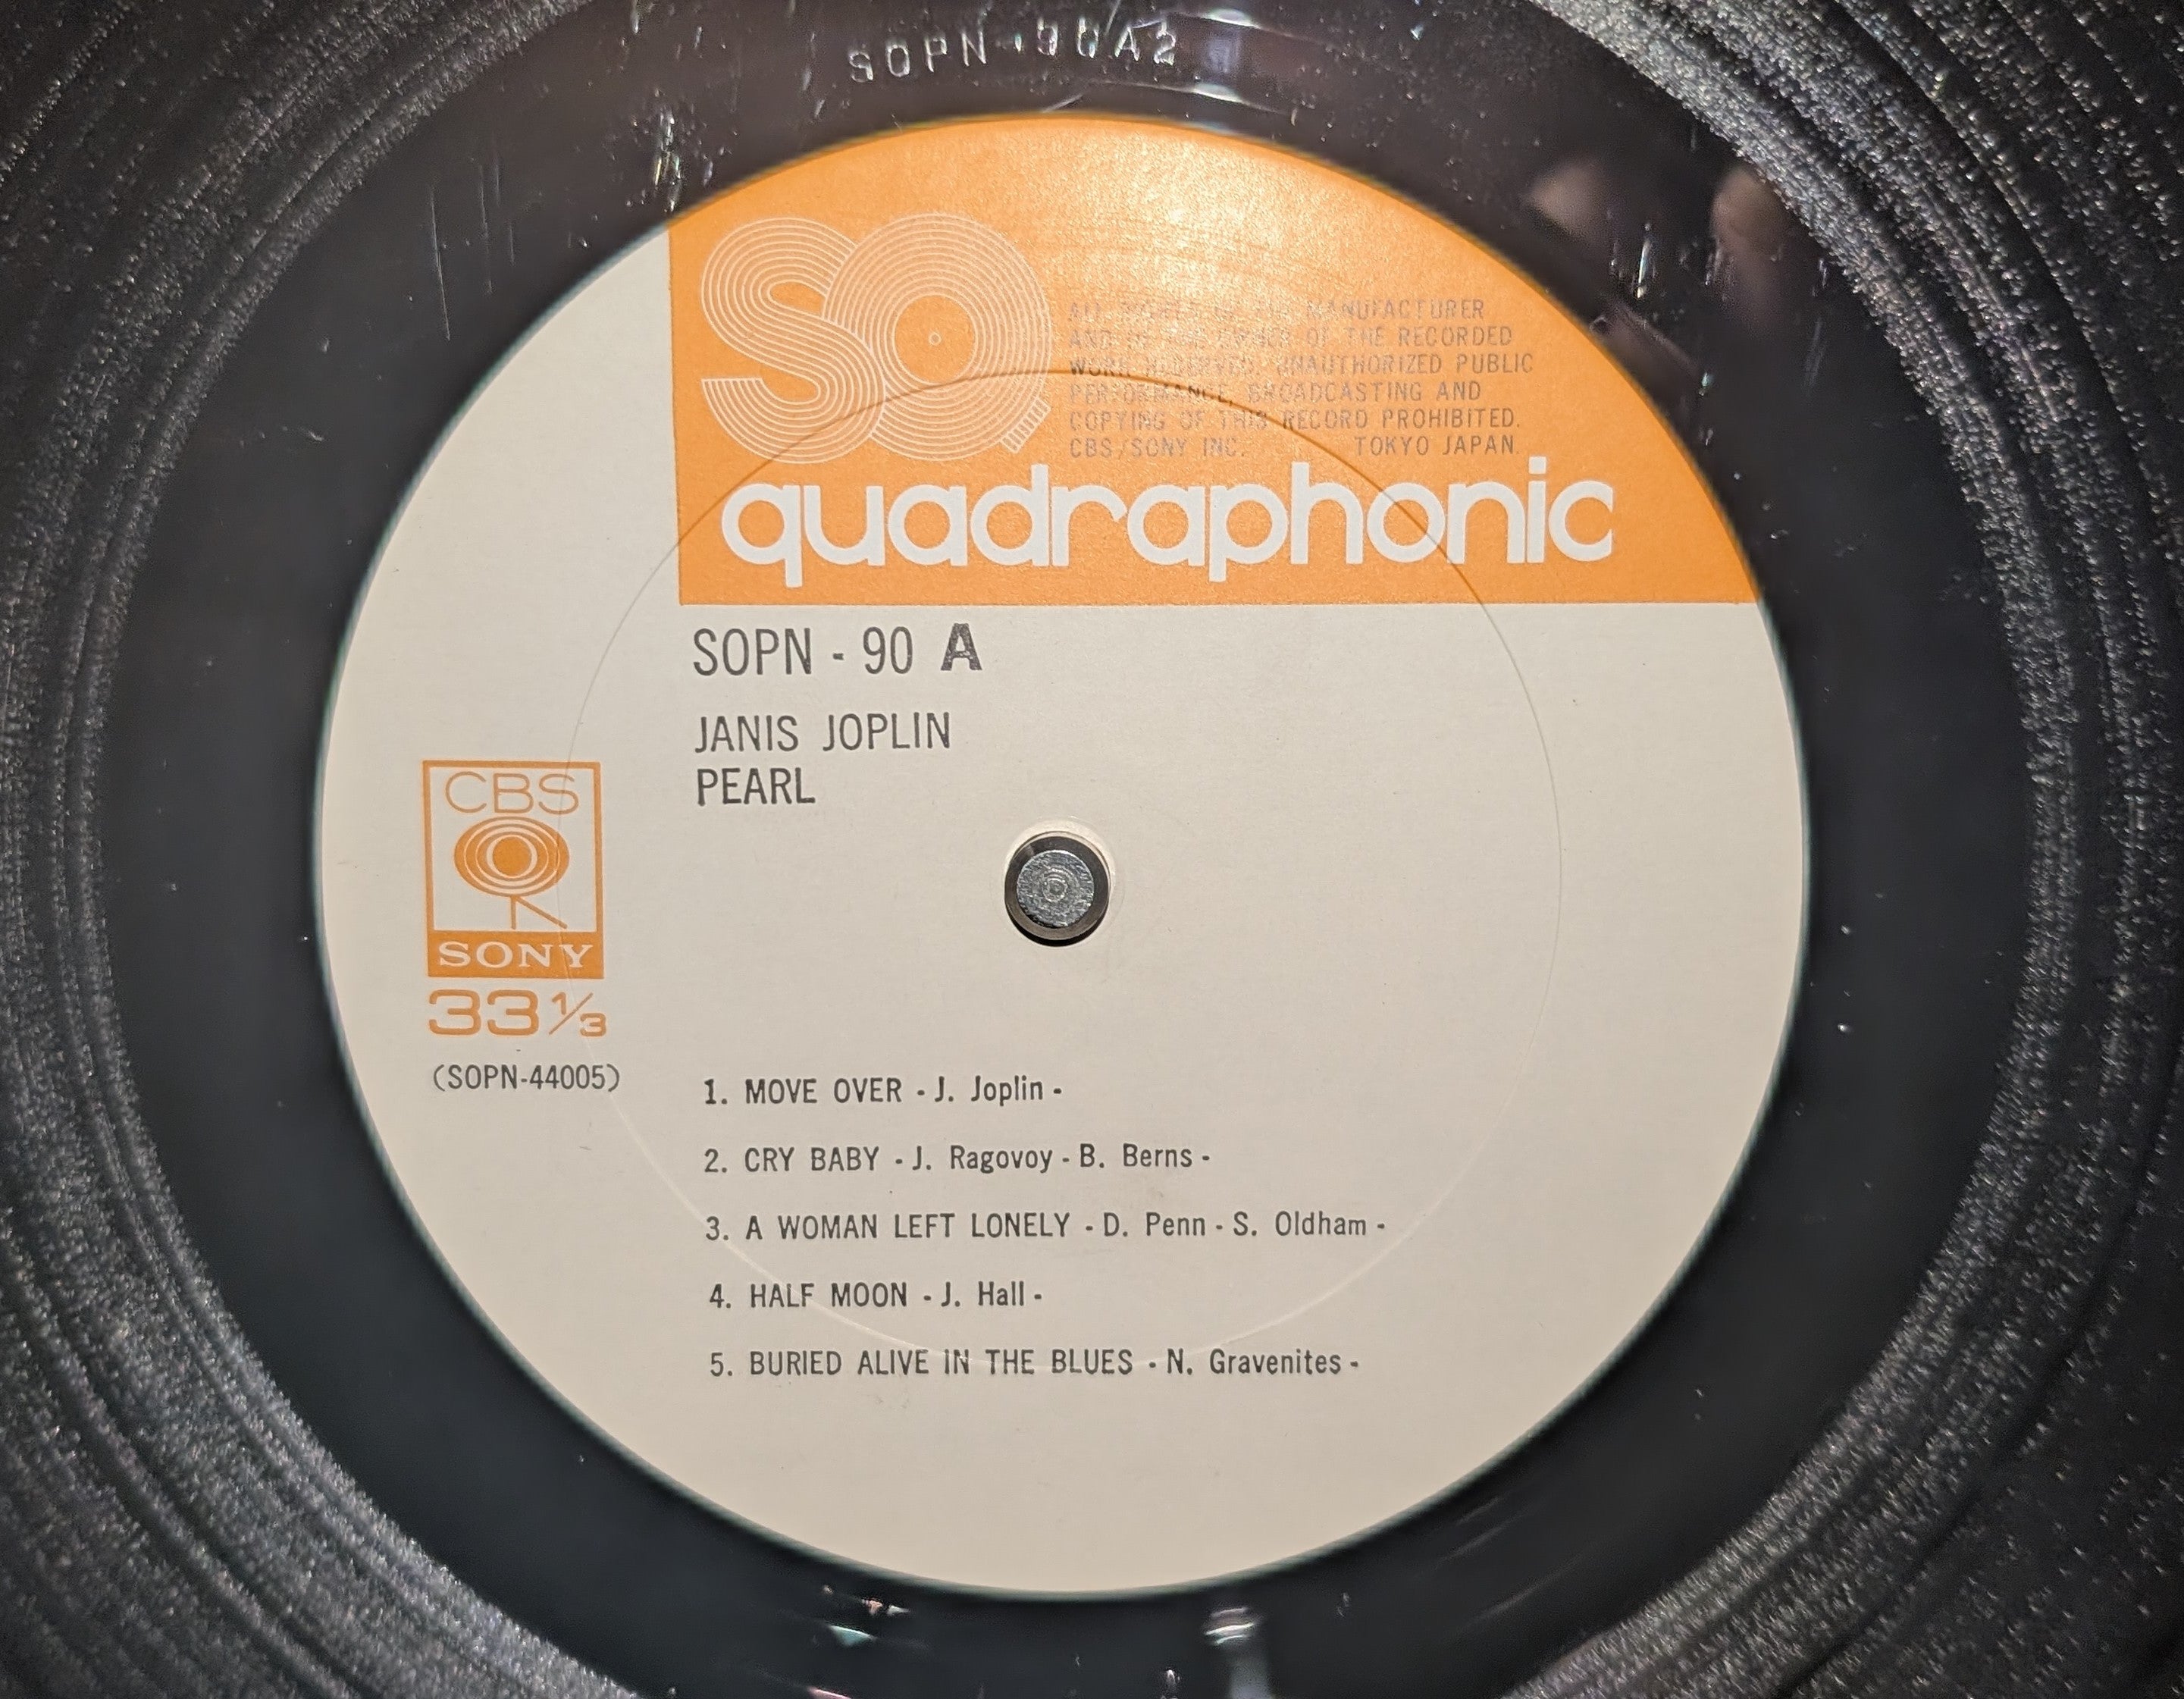 SOPN-90A2
SQ
ALL RIGHTS OF THE MANUFACTURER
AND OF THE OWNER OF THE RECORDED
WORK RESERVED. UNAUTHORIZED PUBLIC
PERFORMANCE, BROADCASTING AND
COPYING OF THIS RECORD PROHIBITED.
CBS/SONY INC. TOKYO JAPAN.
quadraphonic
SOPN - 90 A
JANIS JOPLIN
PEARL
CBS
SONY
33 1/3
(SOPN-44005)
1. MOVE OVER - J. Joplin -
2. CRY BABY - J. Ragovoy - B. Berns -
3. A WOMAN LEFT LONELY - D. Penn - S. Oldham -
4. HALF MOON - J. Hall -
5. BURIED ALIVE IN THE BLUES - N. Gravenites -